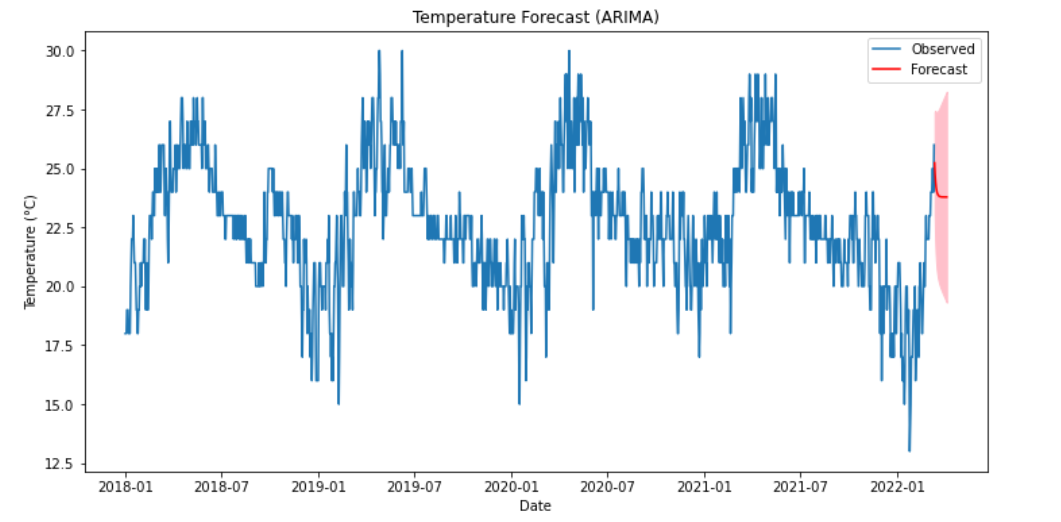 Temperature Forecast (ARIMA)
Observed
Forecast
Temperature (°C)
30.0
27.5
25.0
22.5
20.0
17.5
15.0
12.5
2018-01 2018-07 2019-01 2019-07 2020-01 2020-07 2021-01 2021-07 2022-01
Date